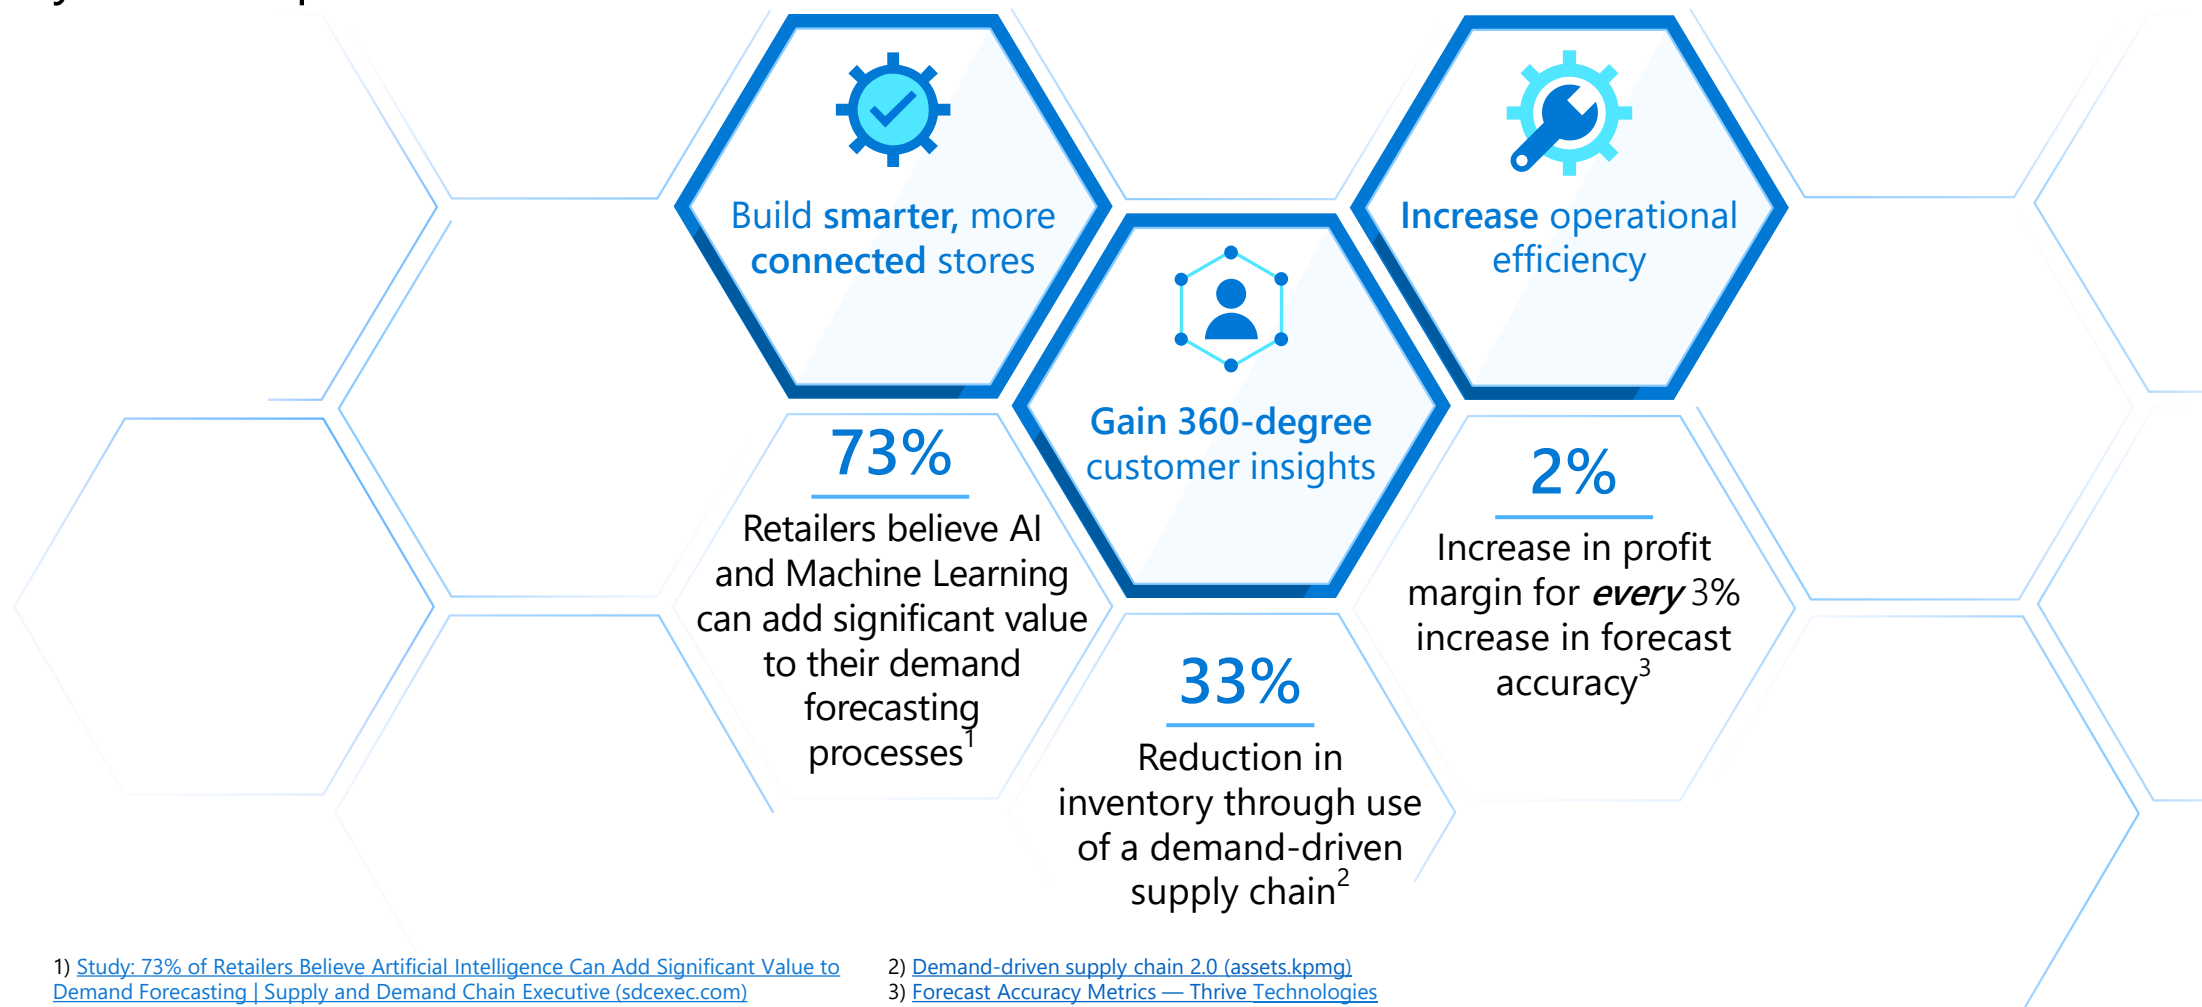 Build smarter, more
connected stores
Increase operational
efficiency
Gain 360-degree
customer insights
73%
Retailers believe AI
and Machine Learning
can add significant value
to their demand
forecasting
processes1
33%
Reduction in
inventory through use
of a demand-driven
supply chain2
2%
Increase in profit
margin for every 3%
increase in forecast
accuracy3
1) Study: 73% of Retailers Believe Artificial Intelligence Can Add Significant Value to
Demand Forecasting | Supply and Demand Chain Executive (sdcexec.com)
2) Demand-driven supply chain 2.0 (assets.kpmg)
3) Forecast Accuracy Metrics — Thrive Technologies